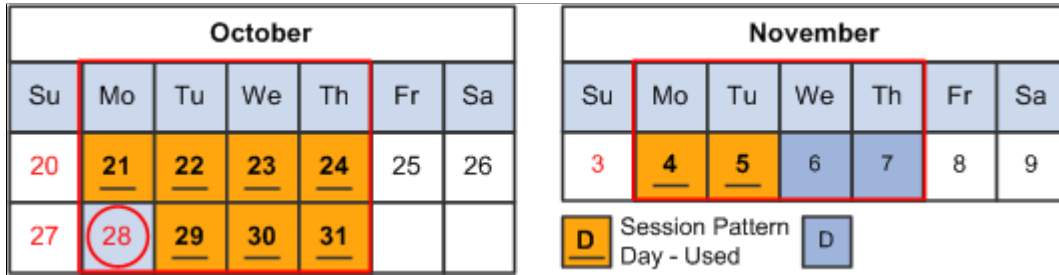 October
Su Mo Tu We Th Fr Sa
20 21 22 23 24 25 26
27 28 29 30 31
November
Su Mo Tu We Th Fr Sa
3 4 5 6 7 8 9
D Session Pattern
Day - Used
D